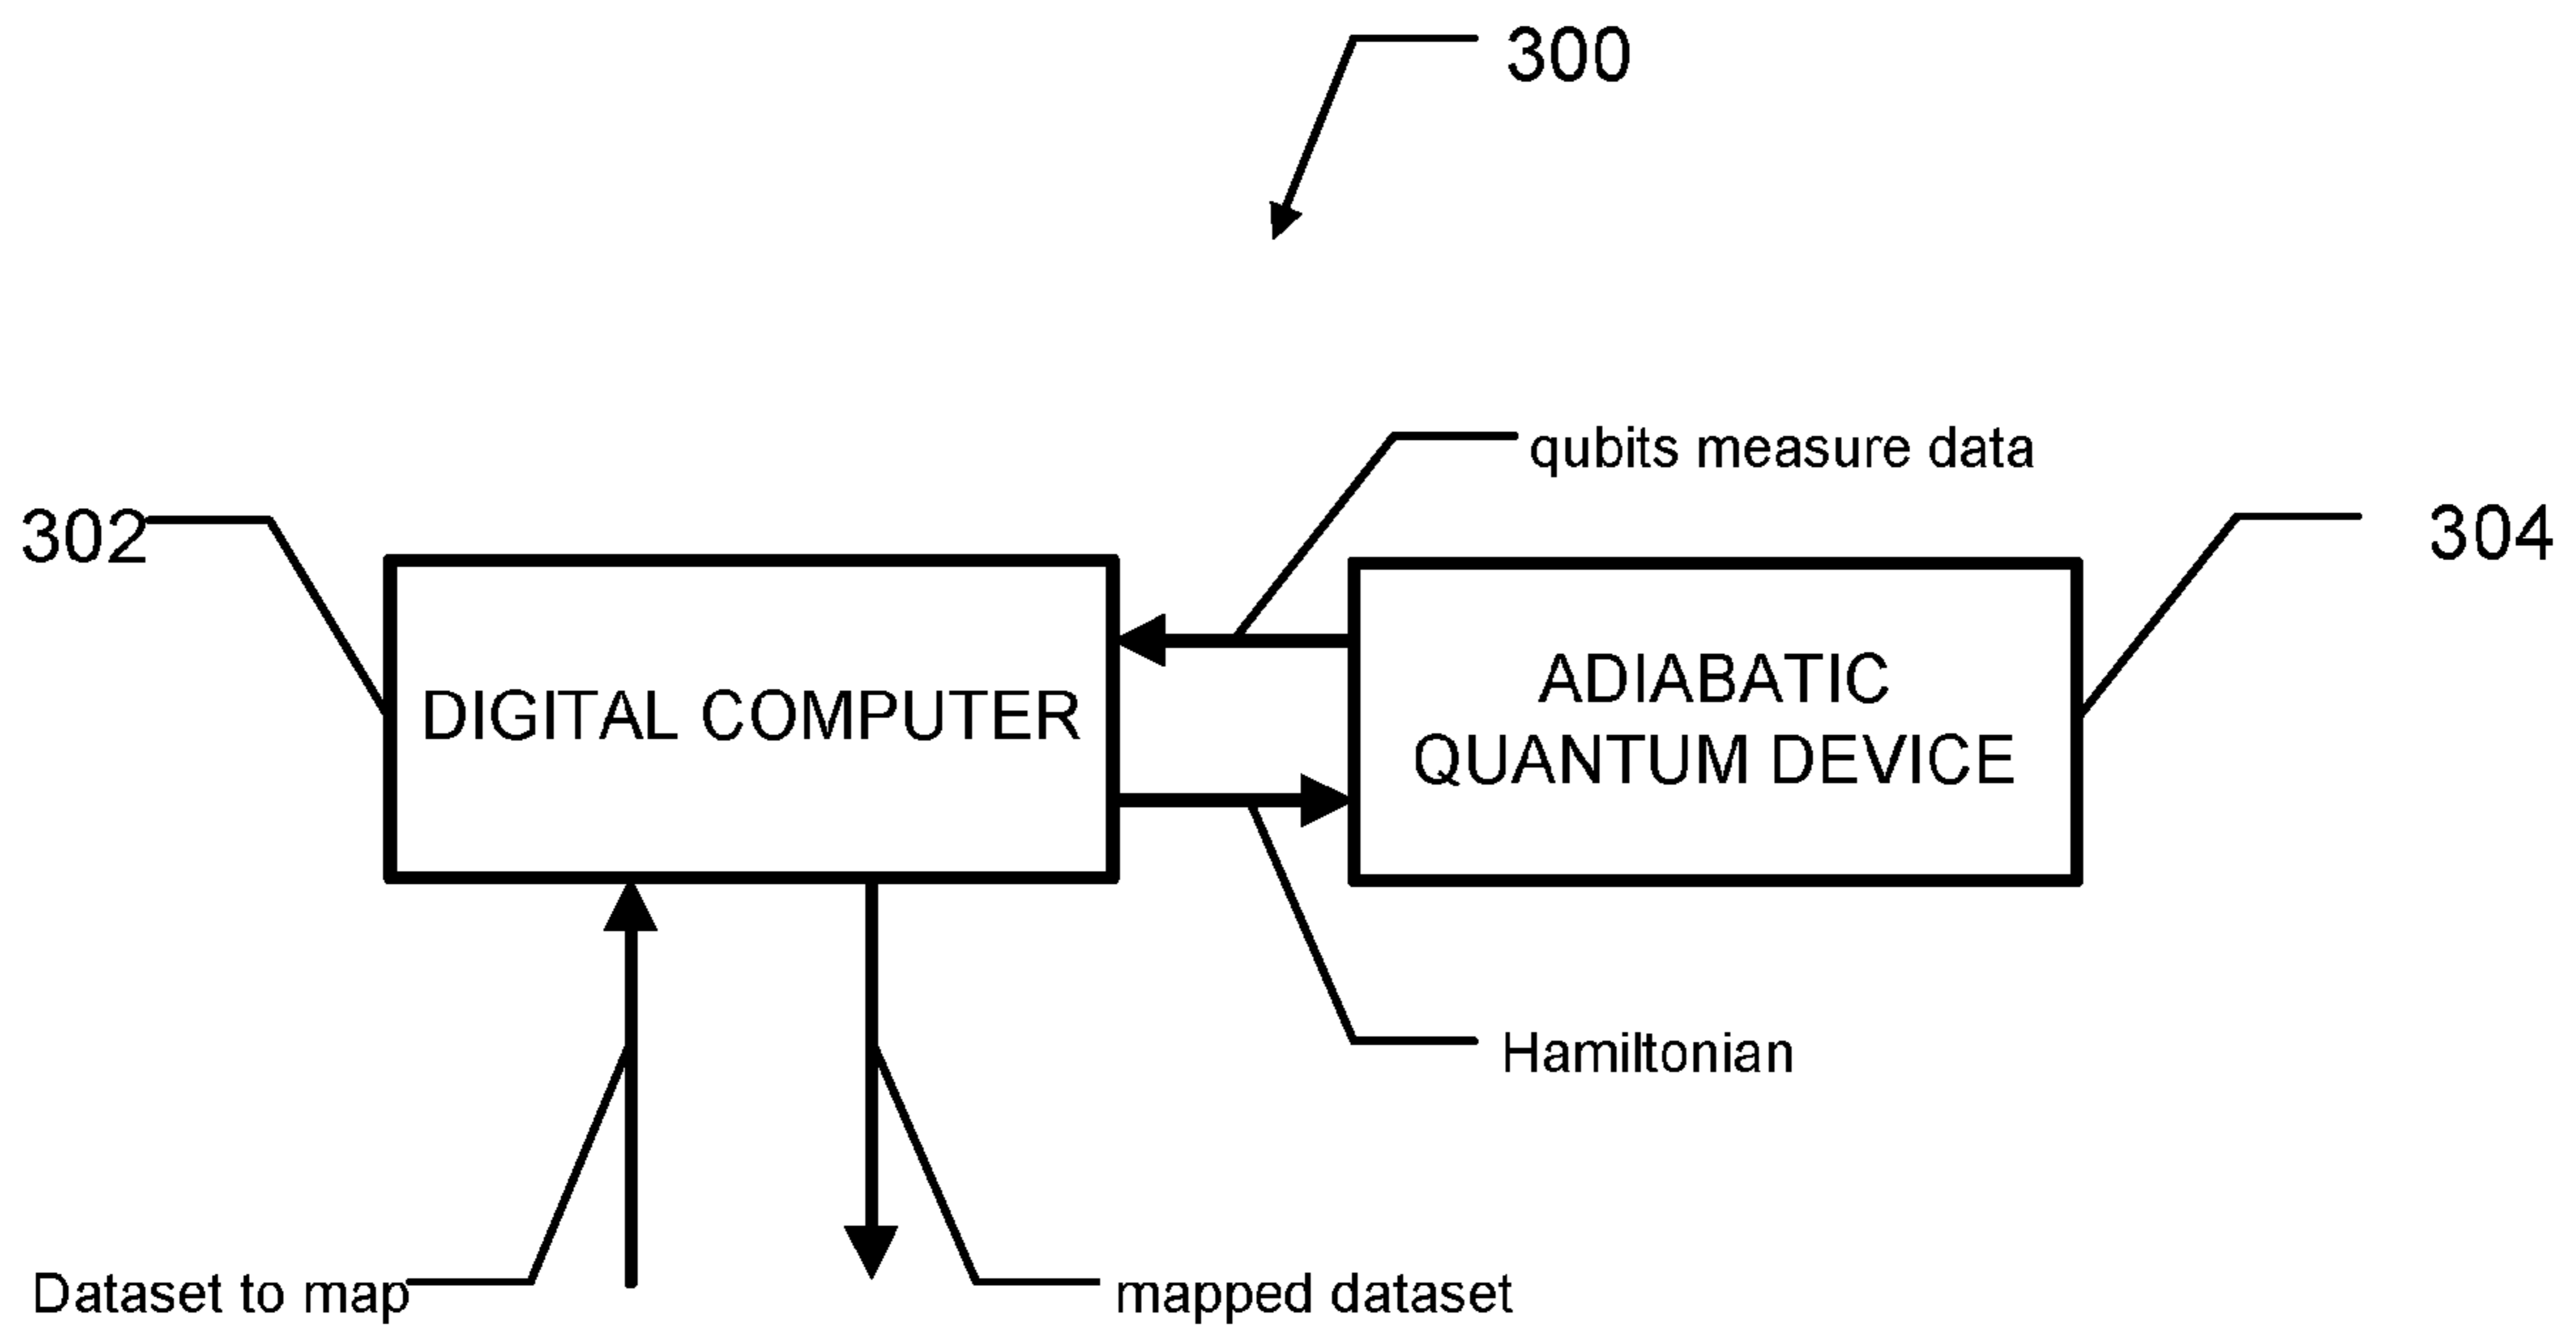 300
qubits measure data
302
304
DIGITAL COMPUTER
ADIABATIC
QUANTUM DEVICE
Hamiltonian
Dataset to map
mapped dataset